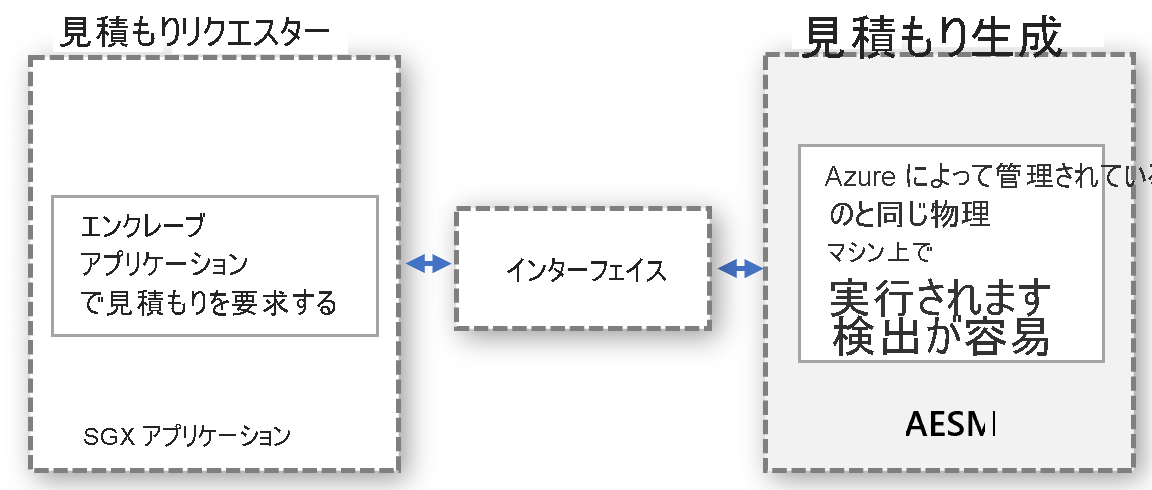 見積もりリクエスター
エンクレーブ
アプリケーション
で見積もりを要求する
SGX アプリケーション
インターフェイス
見積もり生成
Azure によって管理されている
のと同じ物理
マシン上で
実行されます
検出が容易
AESM